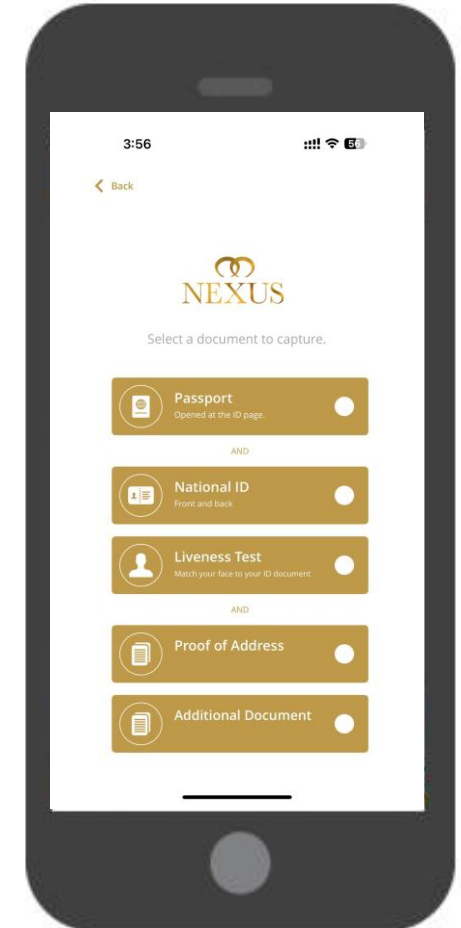 3:56
56
Back
NEXUS
Select a document to capture.
Passport
Opened at the ID page.
AND
National ID
Front and back
Liveness Test
Match your face to your ID document
AND
Proof of Address
Additional Document